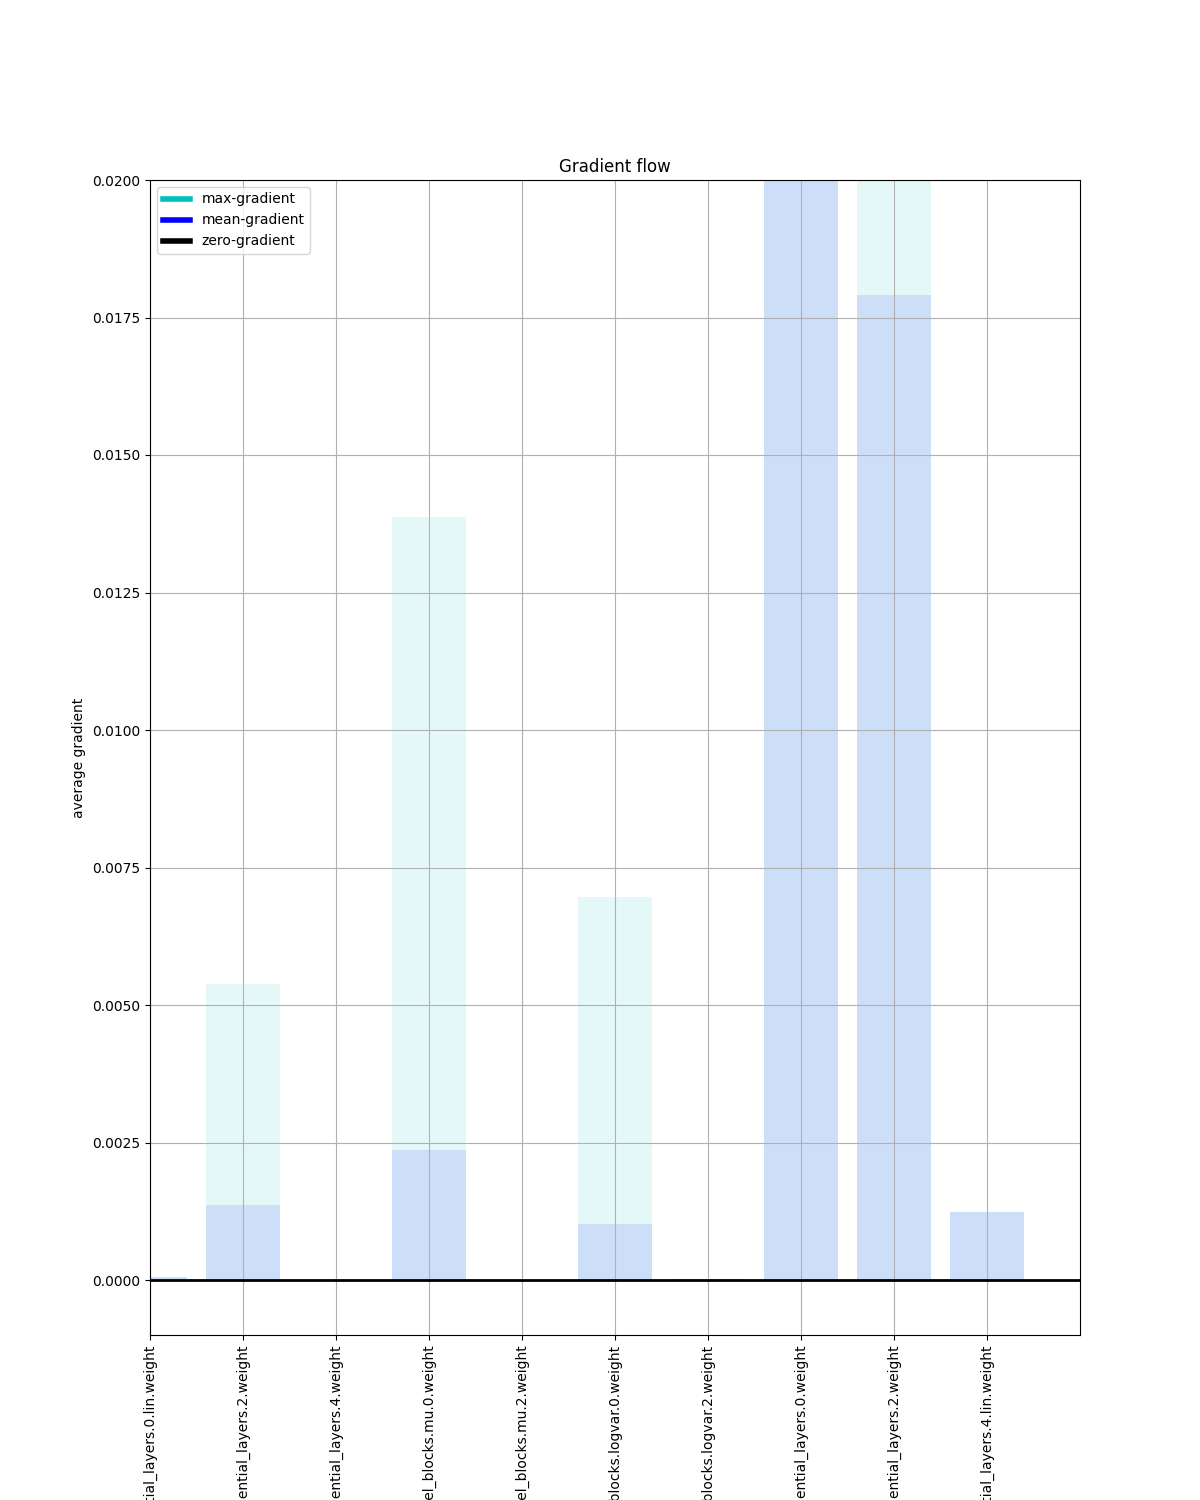 Gradient flow
max-gradient
mean-gradient
zero-gradient
0.0200
0.0175
0.0150
0.0125
0.0100
0.0075
0.0050
0.0025
0.0000
average gradient
tial_layers.0.lin.weight
ential_layers.2.weight
ential_layers.4.weight
el_blocks.mu.0.weight
el_blocks.mu.2.weight
blocks.logvar.0.weight
blocks.logvar.2.weight
ential_layers.0.weight
ential_layers.2.weight
tial_layers.4.lin.weight